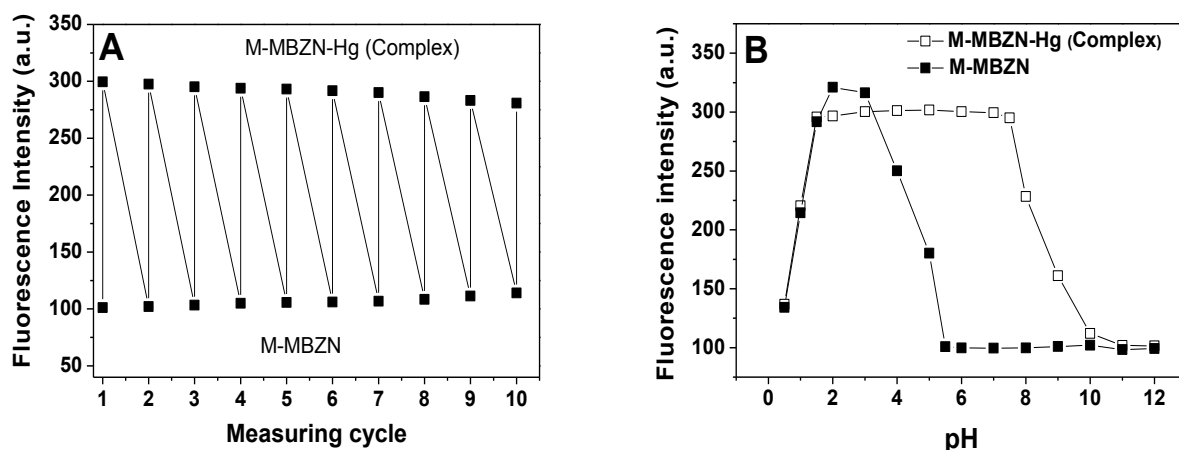 A
M-MBZN-Hg (Complex)
M-MBZN
Fluorescence Intensity (a.u.)
350
300
250
200
150
100
50
1 2 3 4 5 6 7 8 9 10
Measuring cycle
B
M-MBZN-Hg (Complex)
M-MBZN
Fluorescence intensity (a.u.)
350
300
250
200
150
100
0 2 4 6 8 10 12
pH